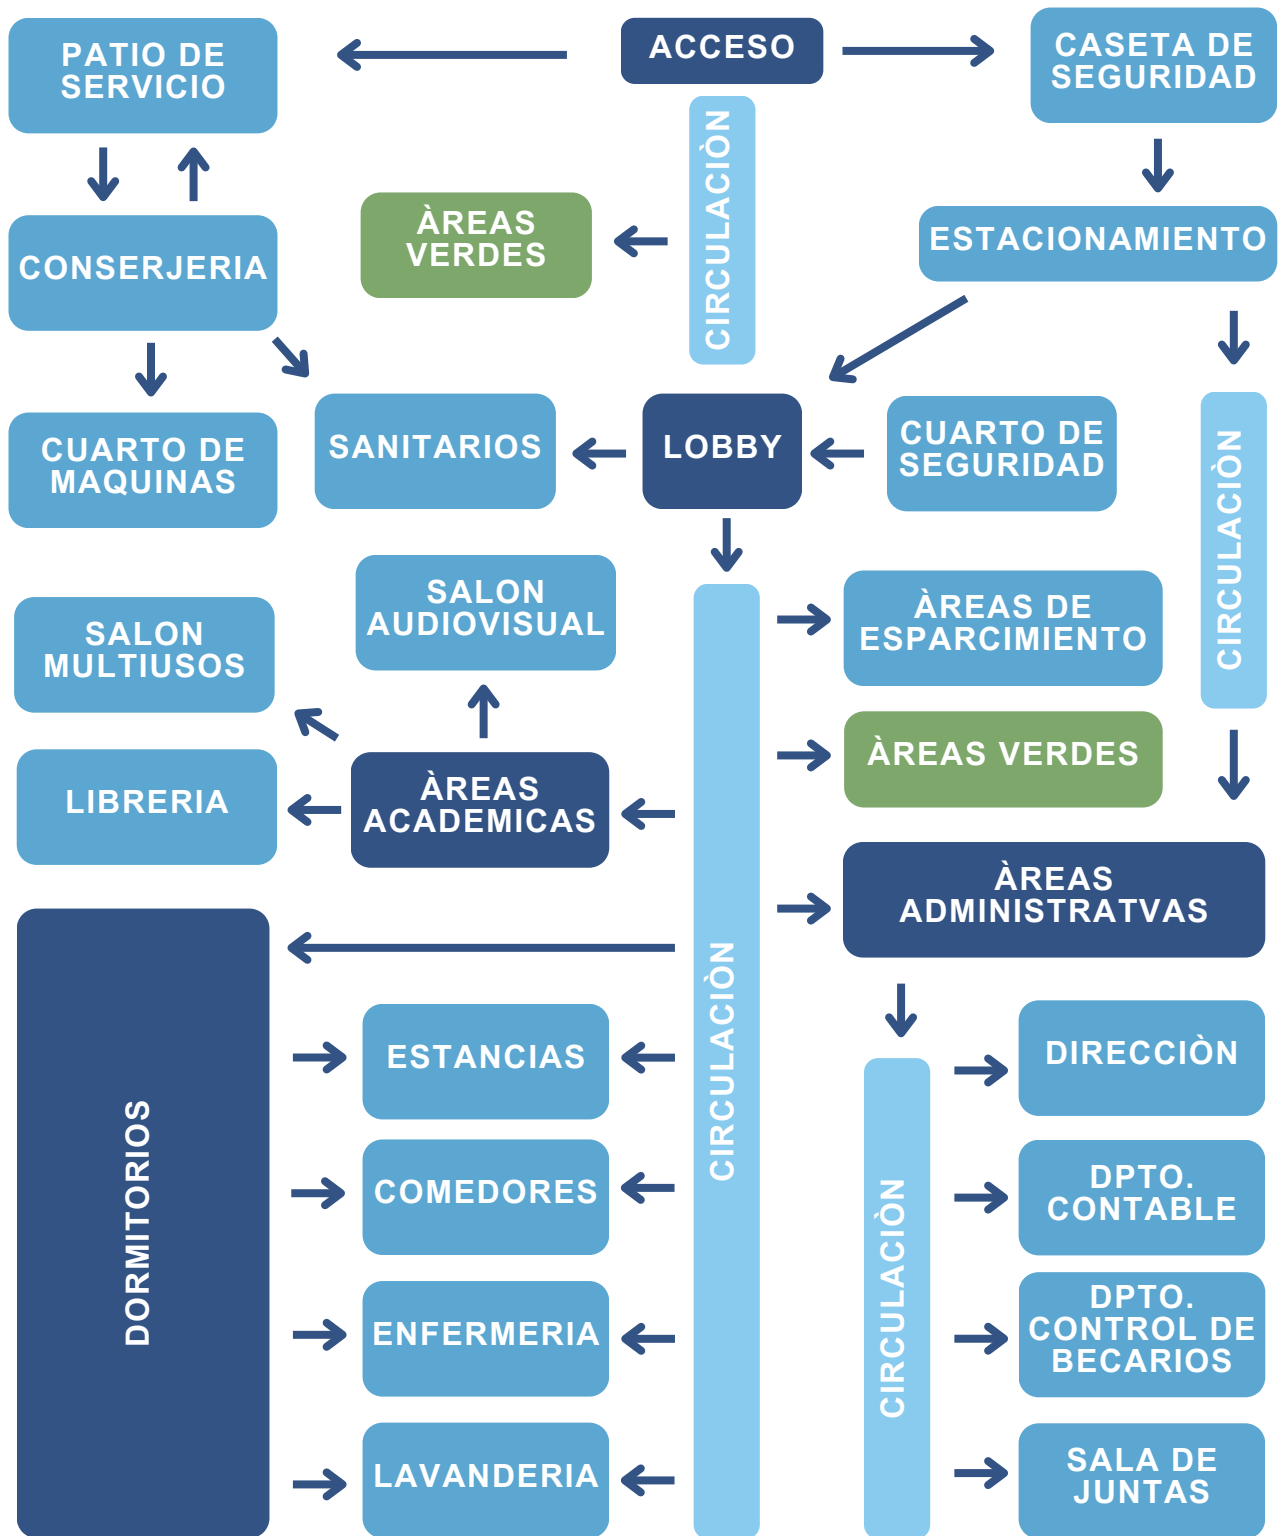 PATIO DE
SERVICIO
ACCESO
CASETA DE
SEGURIDAD
CIRCULACIÒN
ÀREAS
VERDES
CONSERJERIA
ESTACIONAMIENTO
CUARTO DE
MAQUINAS
SANITARIOS
LOBBY
CUARTO DE
SEGURIDAD
CIRCULACIÒN
SALON
AUDIOVISUAL
SALON
MULTIUSOS
ÀREAS DE
ESPARCIMIENTO
ÀREAS VERDES
LIBRERIA
ÀREAS
ACADEMICAS
ÀREAS
ADMINISTRATVAS
CIRCULACIÒN
DORMITORIOS
ESTANCIAS
COMEDORES
ENFERMERIA
LAVANDERIA
CIRCULACIÒN
DIRECCIÒN
DPTO.
CONTABLE
DPTO.
CONTROL DE
BECARIOS
SALA DE
JUNTAS